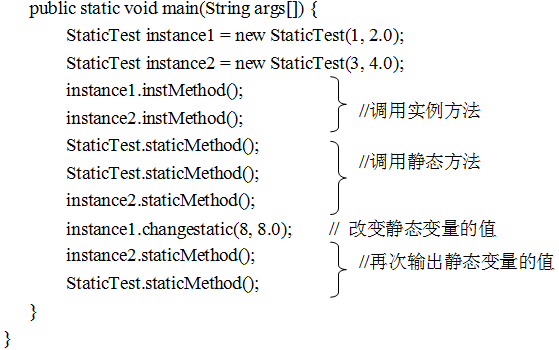 public static void main(String args[]) {
StaticTest instance1 = new StaticTest(1, 2.0);
StaticTest instance2 = new StaticTest(3, 4.0);
instance1.instMethod();
instance2.instMethod();
//调用实例方法
StaticTest.staticMethod();
StaticTest.staticMethod();
instance2.staticMethod();
//调用静态方法
instance1.changestatic(8, 8.0); // 改变静态变量的值
instance2.staticMethod();
StaticTest.staticMethod();
//再次输出静态变量的值
}
}